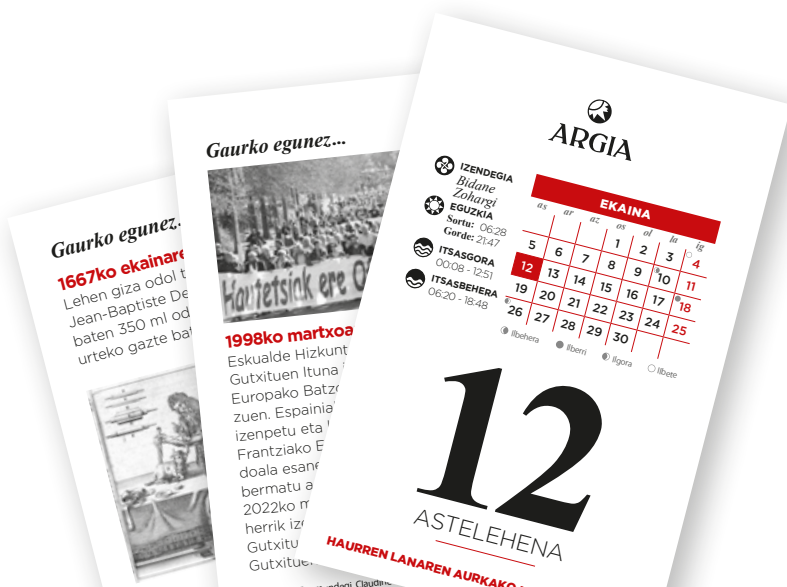 Gaurko egunez.
1667ko ekainare
Lehen giza odol t
Jean-Baptiste De
baten 350 ml od
urteko gazte bat
Gaurko egunez...
Hautetsiak ere
1998ko martxoa
Eskualde Hizkunt
Gutxituen Ituna
Europako Batzo
zuen. Espainia
izenpetu eta
Frantziako E
doala esane
bermatu a
2022ko m
herrik ize
Gutxitu
Gutxitue
Claudine
ARGIA
IZENDEGIA
Bidane
Zohargi
EGUZKIA
Sortu: 06:28
Gorde: 21:47
ITSASGORA
00:08 - 12:51
ITSASBEHERA
06:20 - 18:48
EKAINA
as ar az os ol la ig
1 2 3 4
5 6 7 8 9 10 11
12 13 14 15 16 17 18
19 20 21 22 23 24 25
26 27 28 29 30
ilbehera ilberri ilgora ilbete
12
ASTELEHENA
HAURREN LANAREN AURKAKO